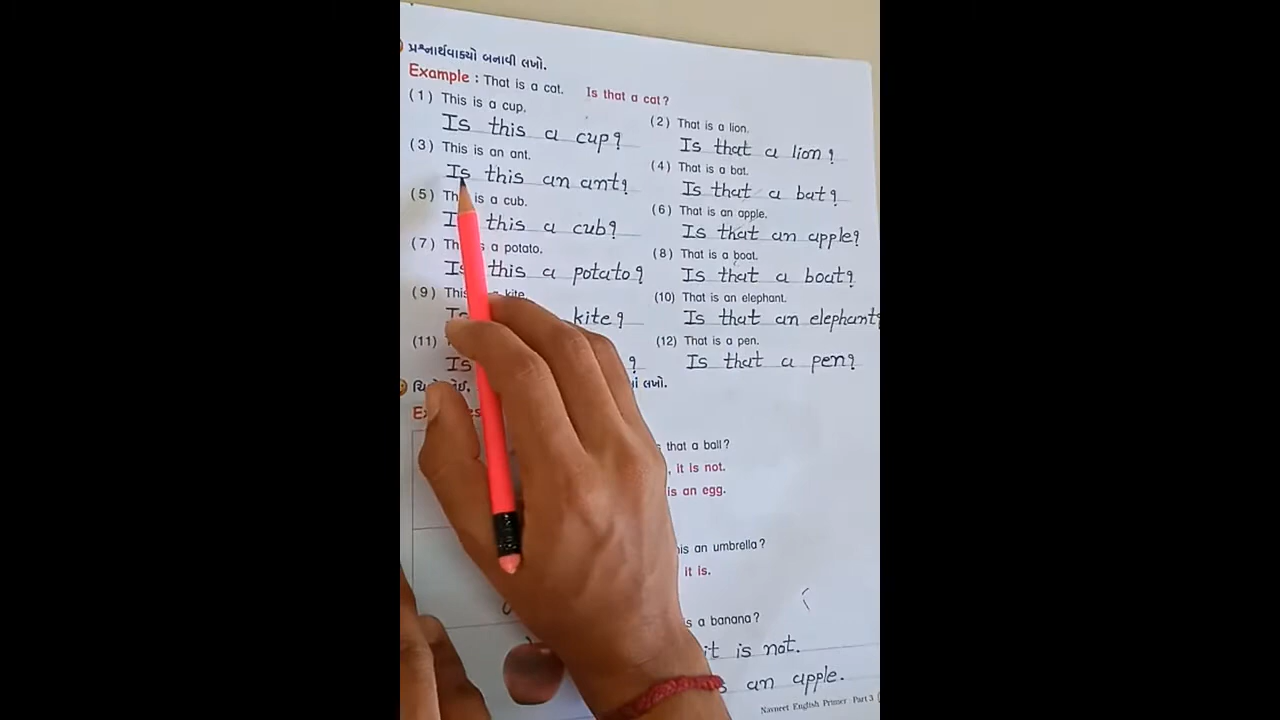 પ્રશ્નાર્થવાક્યો બનાવી લખો.
Example : That is a cat. Is that a cat?
(1) This is a cup.
Is this a cup?
(2) That is a lion.
Is that a lion?
(3) This is an ant.
Is this an ant?
(4) That is a bat.
Is that a bat?
(5) is a cub.
this a cub?
(6) That is an apple.
Is that an apple?
(7) a potato.
Is this a potato?
(8) That is a boat.
Is that a boat?
(9) This kite.
Is kite?
(10) That is an elephant.
Is that an elephant?
(11)
Is ?
(12) That is a pen.
Is that a pen?
લખો.
that a ball?
, it is not.
is an egg.
an umbrella?
it is.
a banana?
it is not.
an apple.
Navneet English Primer : Part 3